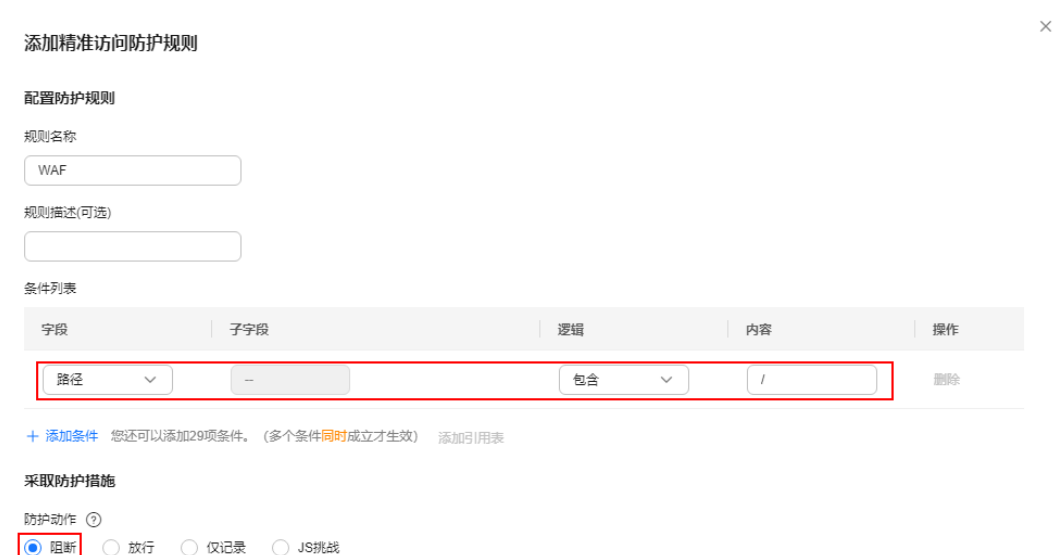 添加精准访问防护规则
配置防护规则
规则名称
WAF
规则描述(可选)
条件列表
字段 子字段 逻辑 内容 操作
路径 -- 包含 / 删除
添加条件 您还可以添加29项条件。(多个条件同时成立才生效) 添加引用表
采取防护措施
防护动作 ?
阻断 放行 仅记录 JS挑战